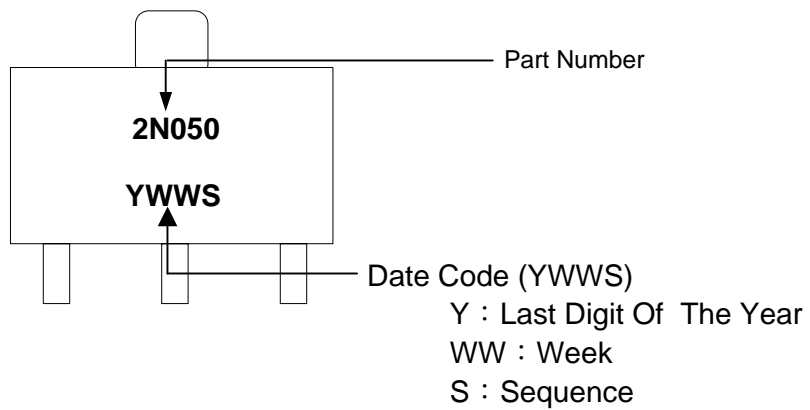 Part Number
2N050
YWWS
Date Code (YWWS)
Y：Last Digit Of The Year
WW：Week
S：Sequence